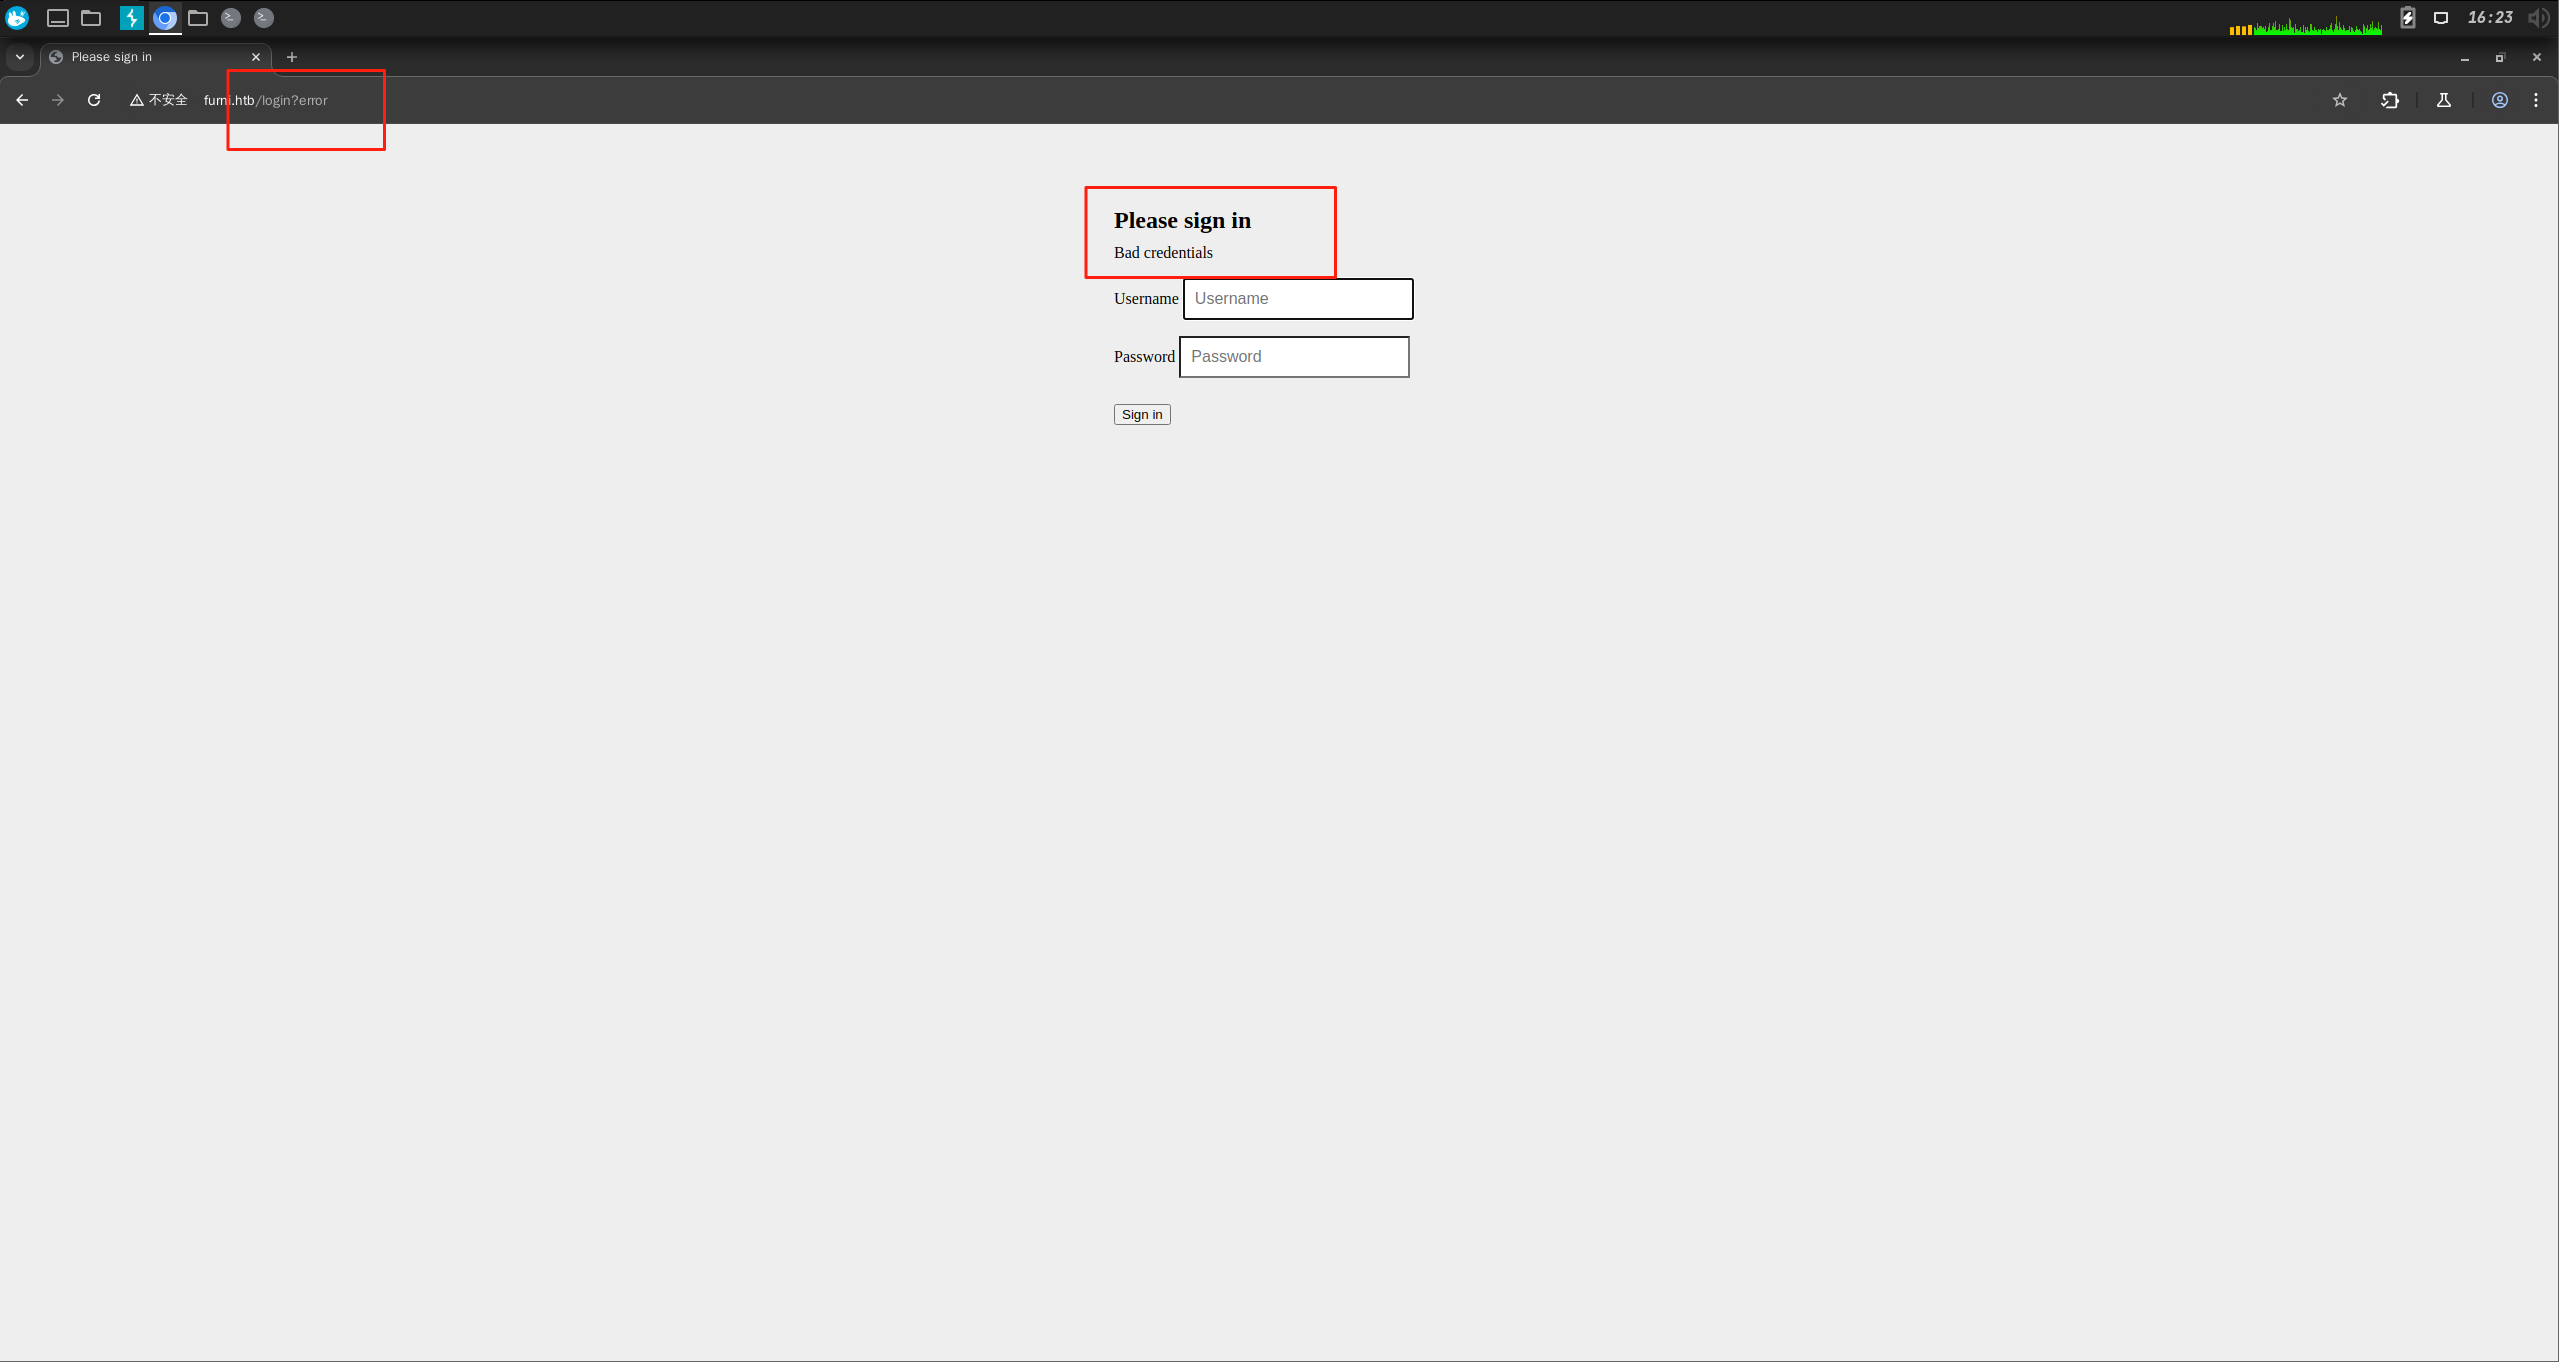 16:23
Please sign in
不安全 furni.htb/login?error
Please sign in
Bad credentials
Username Username
Password Password
Sign in